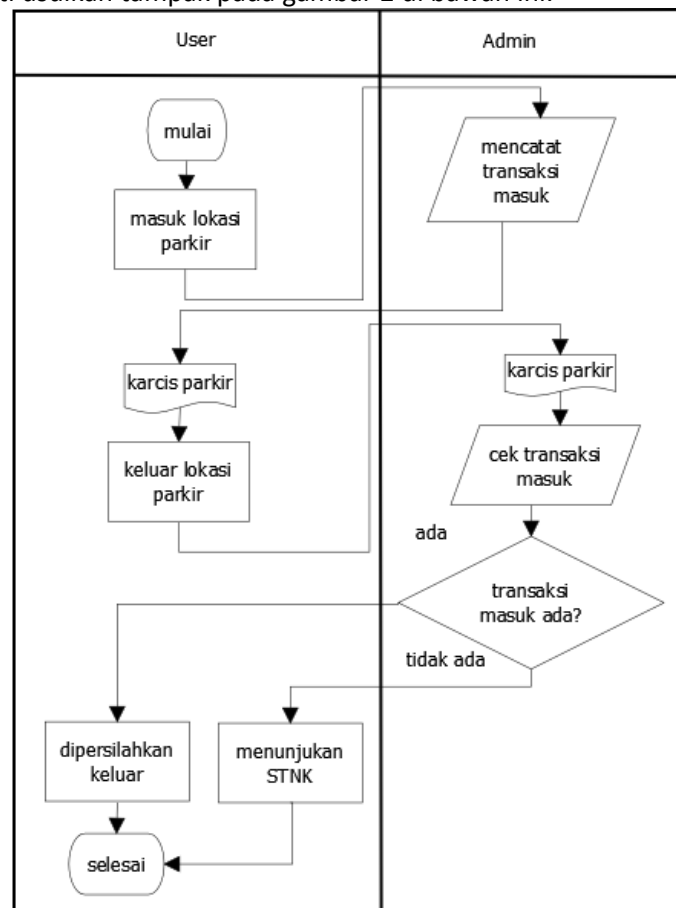 User
Admin
mulai
masuk lokasi
parkir
mencatat
transaksi
masuk
karcis parkir
keluar lokasi
parkir
karcis parkir
cek transaksi
masuk
ada
transaksi
masuk ada?
tidak ada
dipersilahkan
keluar
menunjukan
STNK
selesai